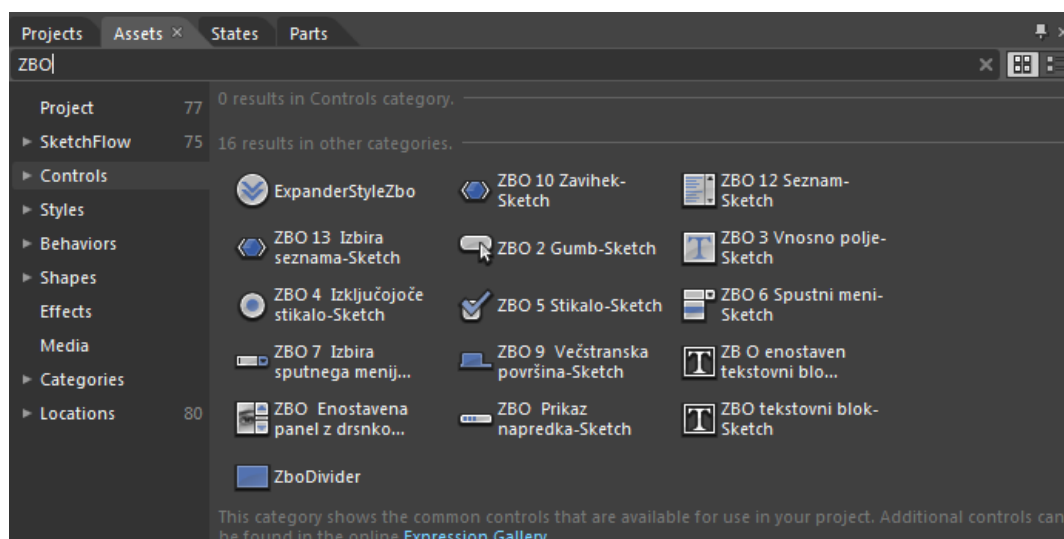 Projects Assets × States Parts
ZBO
Project 77
SketchFlow 75
Controls
Styles
Behaviors
Shapes
Effects
Media
Categories
Locations 80
0 results in Controls category.
16 results in other categories.
ExpanderStyleZbo
ZBO 10 Zavihek-
Sketch
ZBO 12 Seznam-
Sketch
ZBO 13 Izbira
seznama-Sketch
ZBO 2 Gumb-Sketch
ZBO 3 Vnosno polje-
Sketch
ZBO 4 Izključojoče
stikalo-Sketch
ZBO 5 Stikalo-Sketch
ZBO 6 Spustni meni-
Sketch
ZBO 7 Izbira
sputnega menij...
ZBO 9 Večstranska
površina-Sketch
ZB O enostaven
tekstovni blo...
ZBO Enostavena
panel z drsnko...
ZBO Prikaz
napredka-Sketch
ZBO tekstovni blok-
Sketch
ZboDivider
This category shows the common controls that are available for use in your project. Additional controls can
be found in the online Expression Gallery